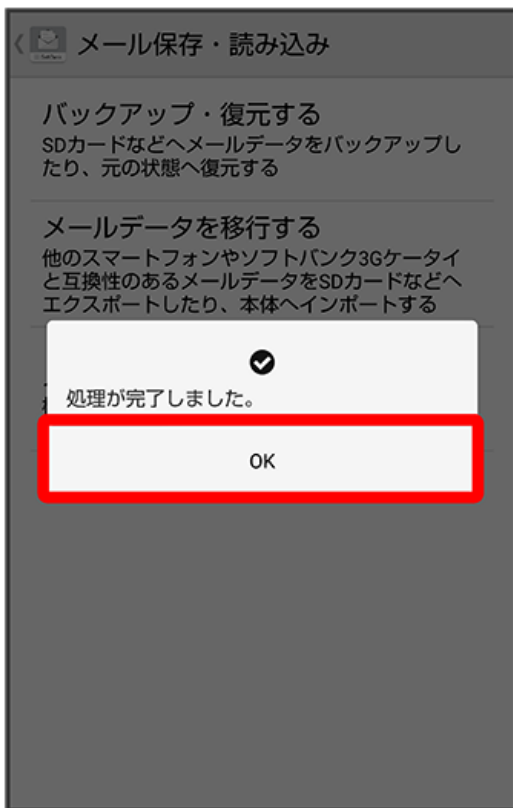 メール保存・読み込み
バックアップ・復元する
SDカードなどへメールデータをバックアップし
たり、元の状態へ復元する
メールデータを移行する
他のスマートフォンやソフトバンク3Gケータイ
と互換性のあるメールデータをSDカードなどへ
エクスポートしたり、本体へインポートする
処理が完了しました。
OK